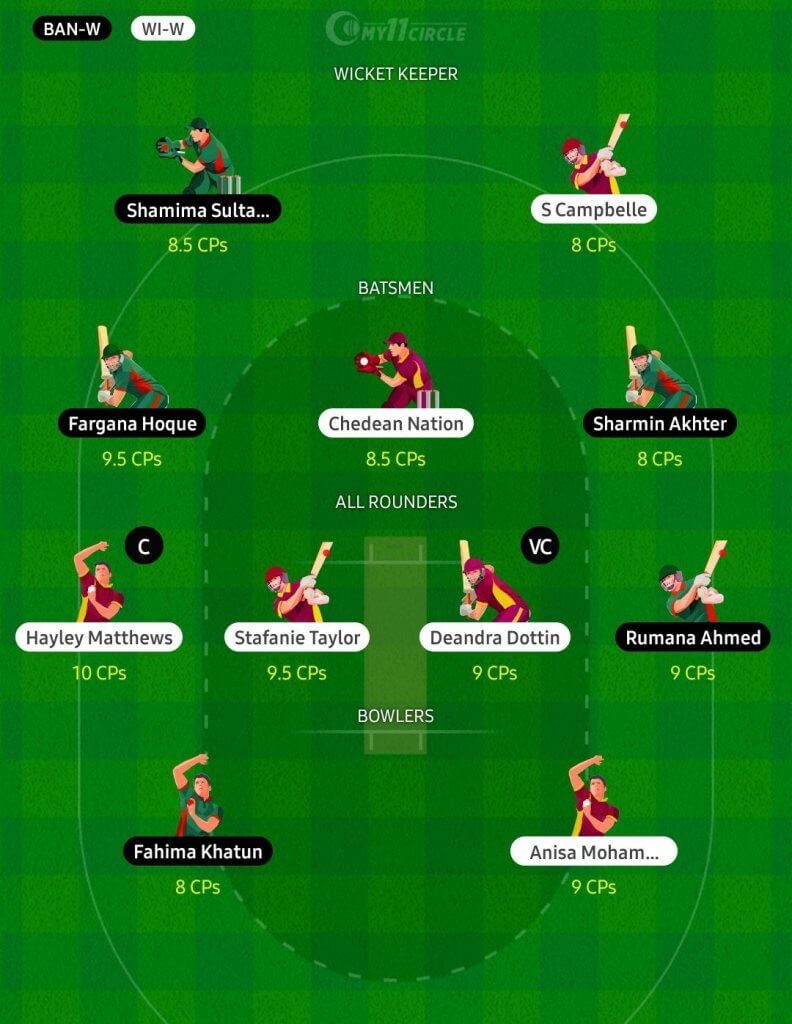 BAN-W WI-W MY11CIRCLE
WICKET KEEPER
Shamima Sulta... S Campbelle
8.5 CPs 8 CPs
BATSMEN
Fargana Hoque Chedean Nation Sharmin Akhter
9.5 CPs 8.5 CPs 8 CPs
ALL ROUNDERS
C VC
Hayley Matthews Stafanie Taylor Deandra Dottin Rumana Ahmed
10 CPs 9.5 CPs 9 CPs 9 CPs
BOWLERS
Fahima Khatun Anisa Moham...
8 CPs 9 CPs